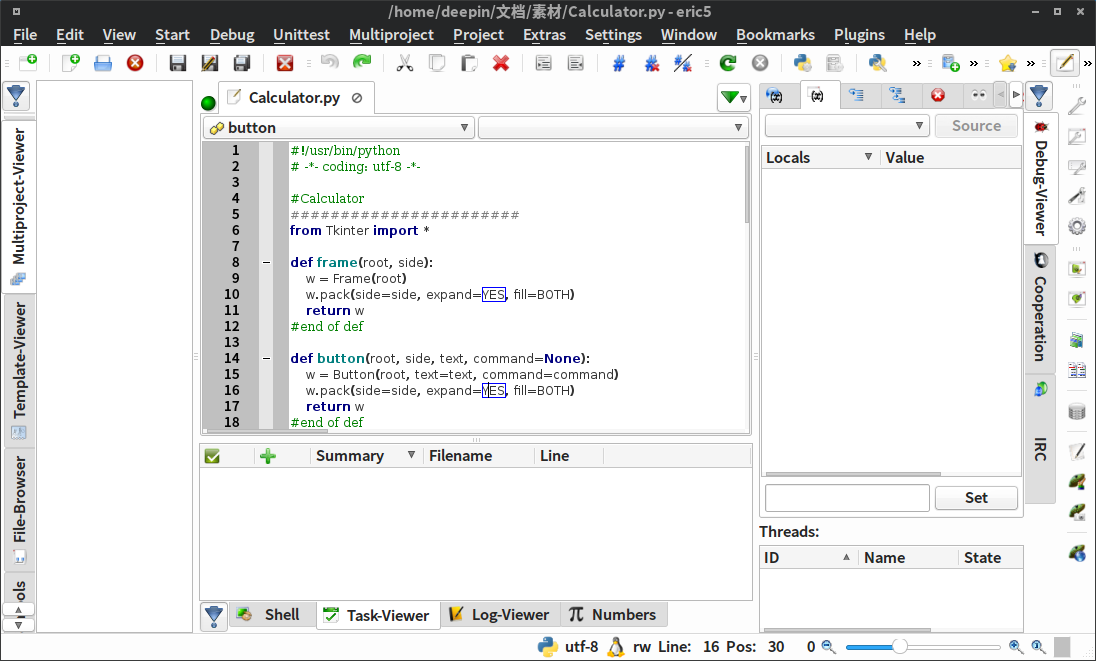 /home/deepin/文档/素材/Calculator.py - eric5
File Edit View Start Debug Unittest Multiproject Project Extras Settings Window Bookmarks Plugins Help
Calculator.py
button
1 #!/usr/bin/python
2 # -*- coding: utf-8 -*-
3
4 #Calculator
5 #######################
6 from Tkinter import *
7
8 def frame(root, side):
9 w = Frame(root)
10 w.pack(side=side, expand=YES, fill=BOTH)
11 return w
12 #end of def
13
14 def button(root, side, text, command=None):
15 w = Button(root, text=text, command=command)
16 w.pack(side=side, expand=YES, fill=BOTH)
17 return w
18 #end of def
Multiproject-Viewer
Template-Viewer
File-Browser
ools
Summary Filename Line
Shell Task-Viewer Log-Viewer Numbers
Source
Locals Value
Set
Threads:
ID Name State
Debug-Viewer
Cooperation
IRC
utf-8 rw Line: 16 Pos: 30 0